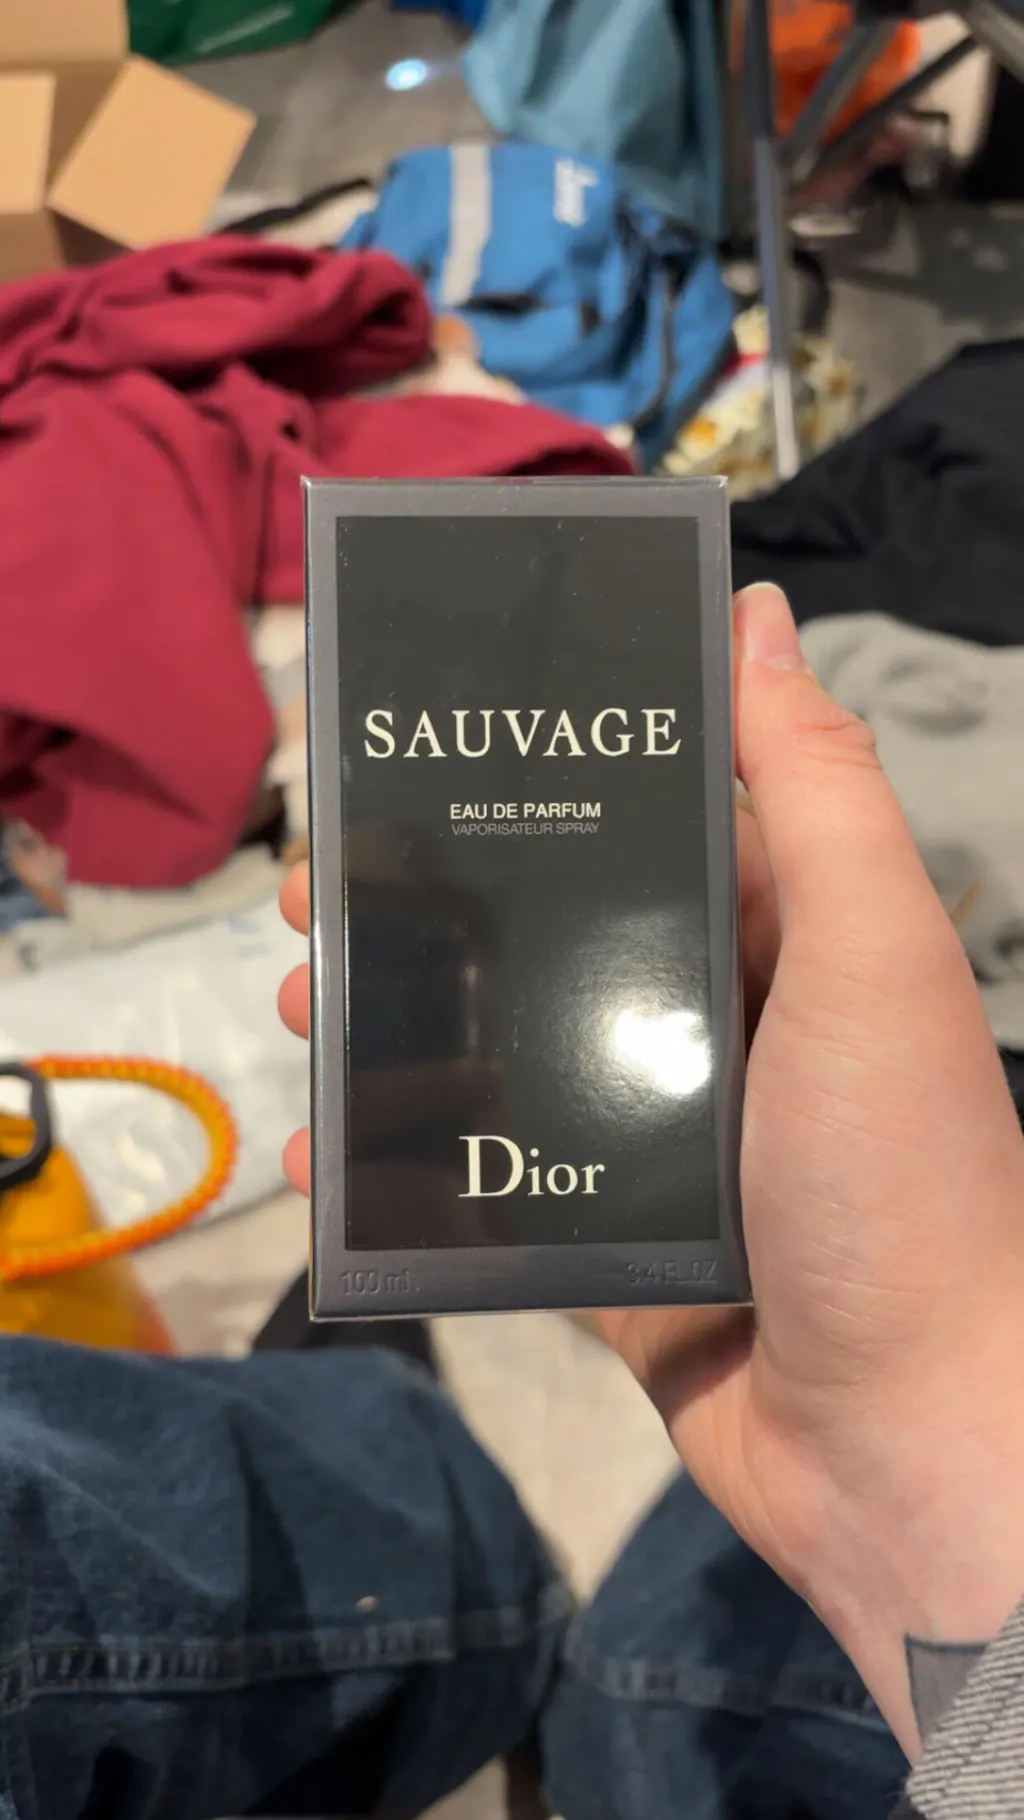 SAUVAGE
EAU DE PARFUM
VAPORISATEUR SPRAY
Dior
100 ml. 3.4 FL.OZ